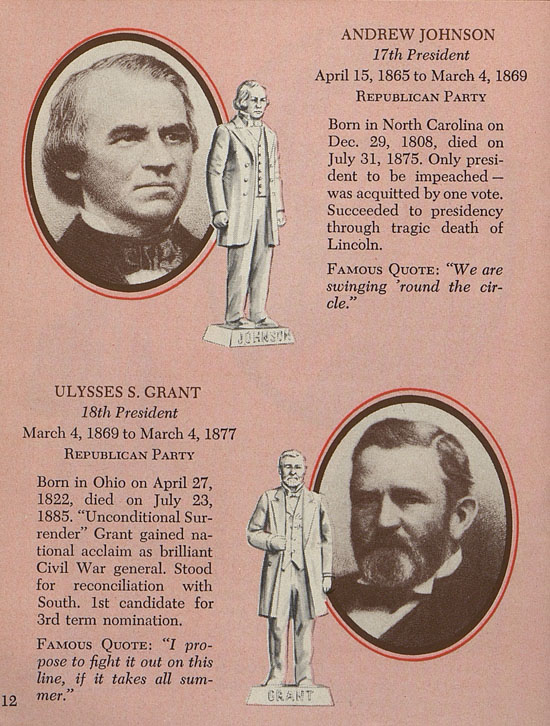 ANDREW JOHNSON
17th President
April 15, 1865 to March 4, 1869
REPUBLICAN PARTY
Born in North Carolina on
Dec. 29, 1808, died on
July 31, 1875. Only presi-
dent to be impeached—
was acquitted by one vote.
Succeeded to presidency
through tragic death of
Lincoln.
FAMOUS QUOTE: "We are
swinging 'round the cir-
cle."
JOHNSON
ULYSSES S. GRANT
18th President
March 4, 1869 to March 4, 1877
REPUBLICAN PARTY
Born in Ohio on April 27,
1822, died on July 23,
1885. "Unconditional Sur-
render" Grant gained na-
tional acclaim as brilliant
Civil War general. Stood
for reconciliation with
South. 1st candidate for
3rd term nomination.
FAMOUS QUOTE: "I pro-
pose to fight it out on this
line, if it takes all sum-
mer."
GRANT
12